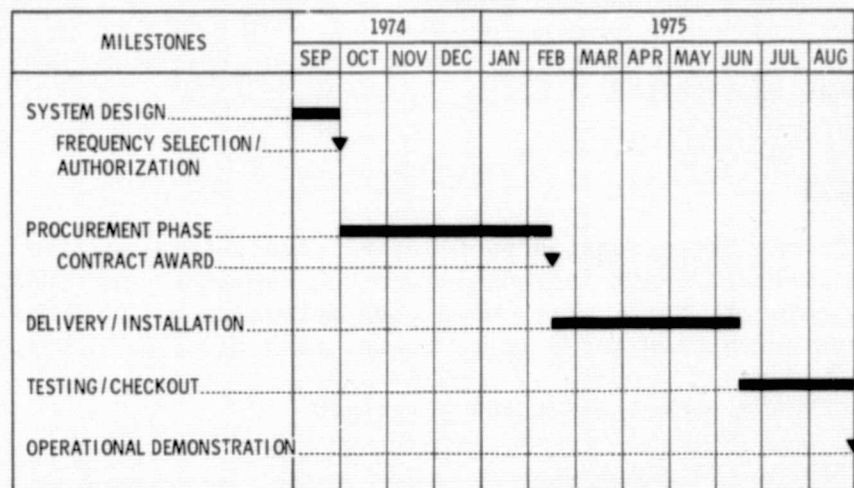 MILESTONES
1974 1975
SEP OCT NOV DEC JAN FEB MAR APR MAY JUN JUL AUG
SYSTEM DESIGN
FREQUENCY SELECTION/
AUTHORIZATION
PROCUREMENT PHASE
CONTRACT AWARD
DELIVERY/INSTALLATION
TESTING/CHECKOUT
OPERATIONAL DEMONSTRATION